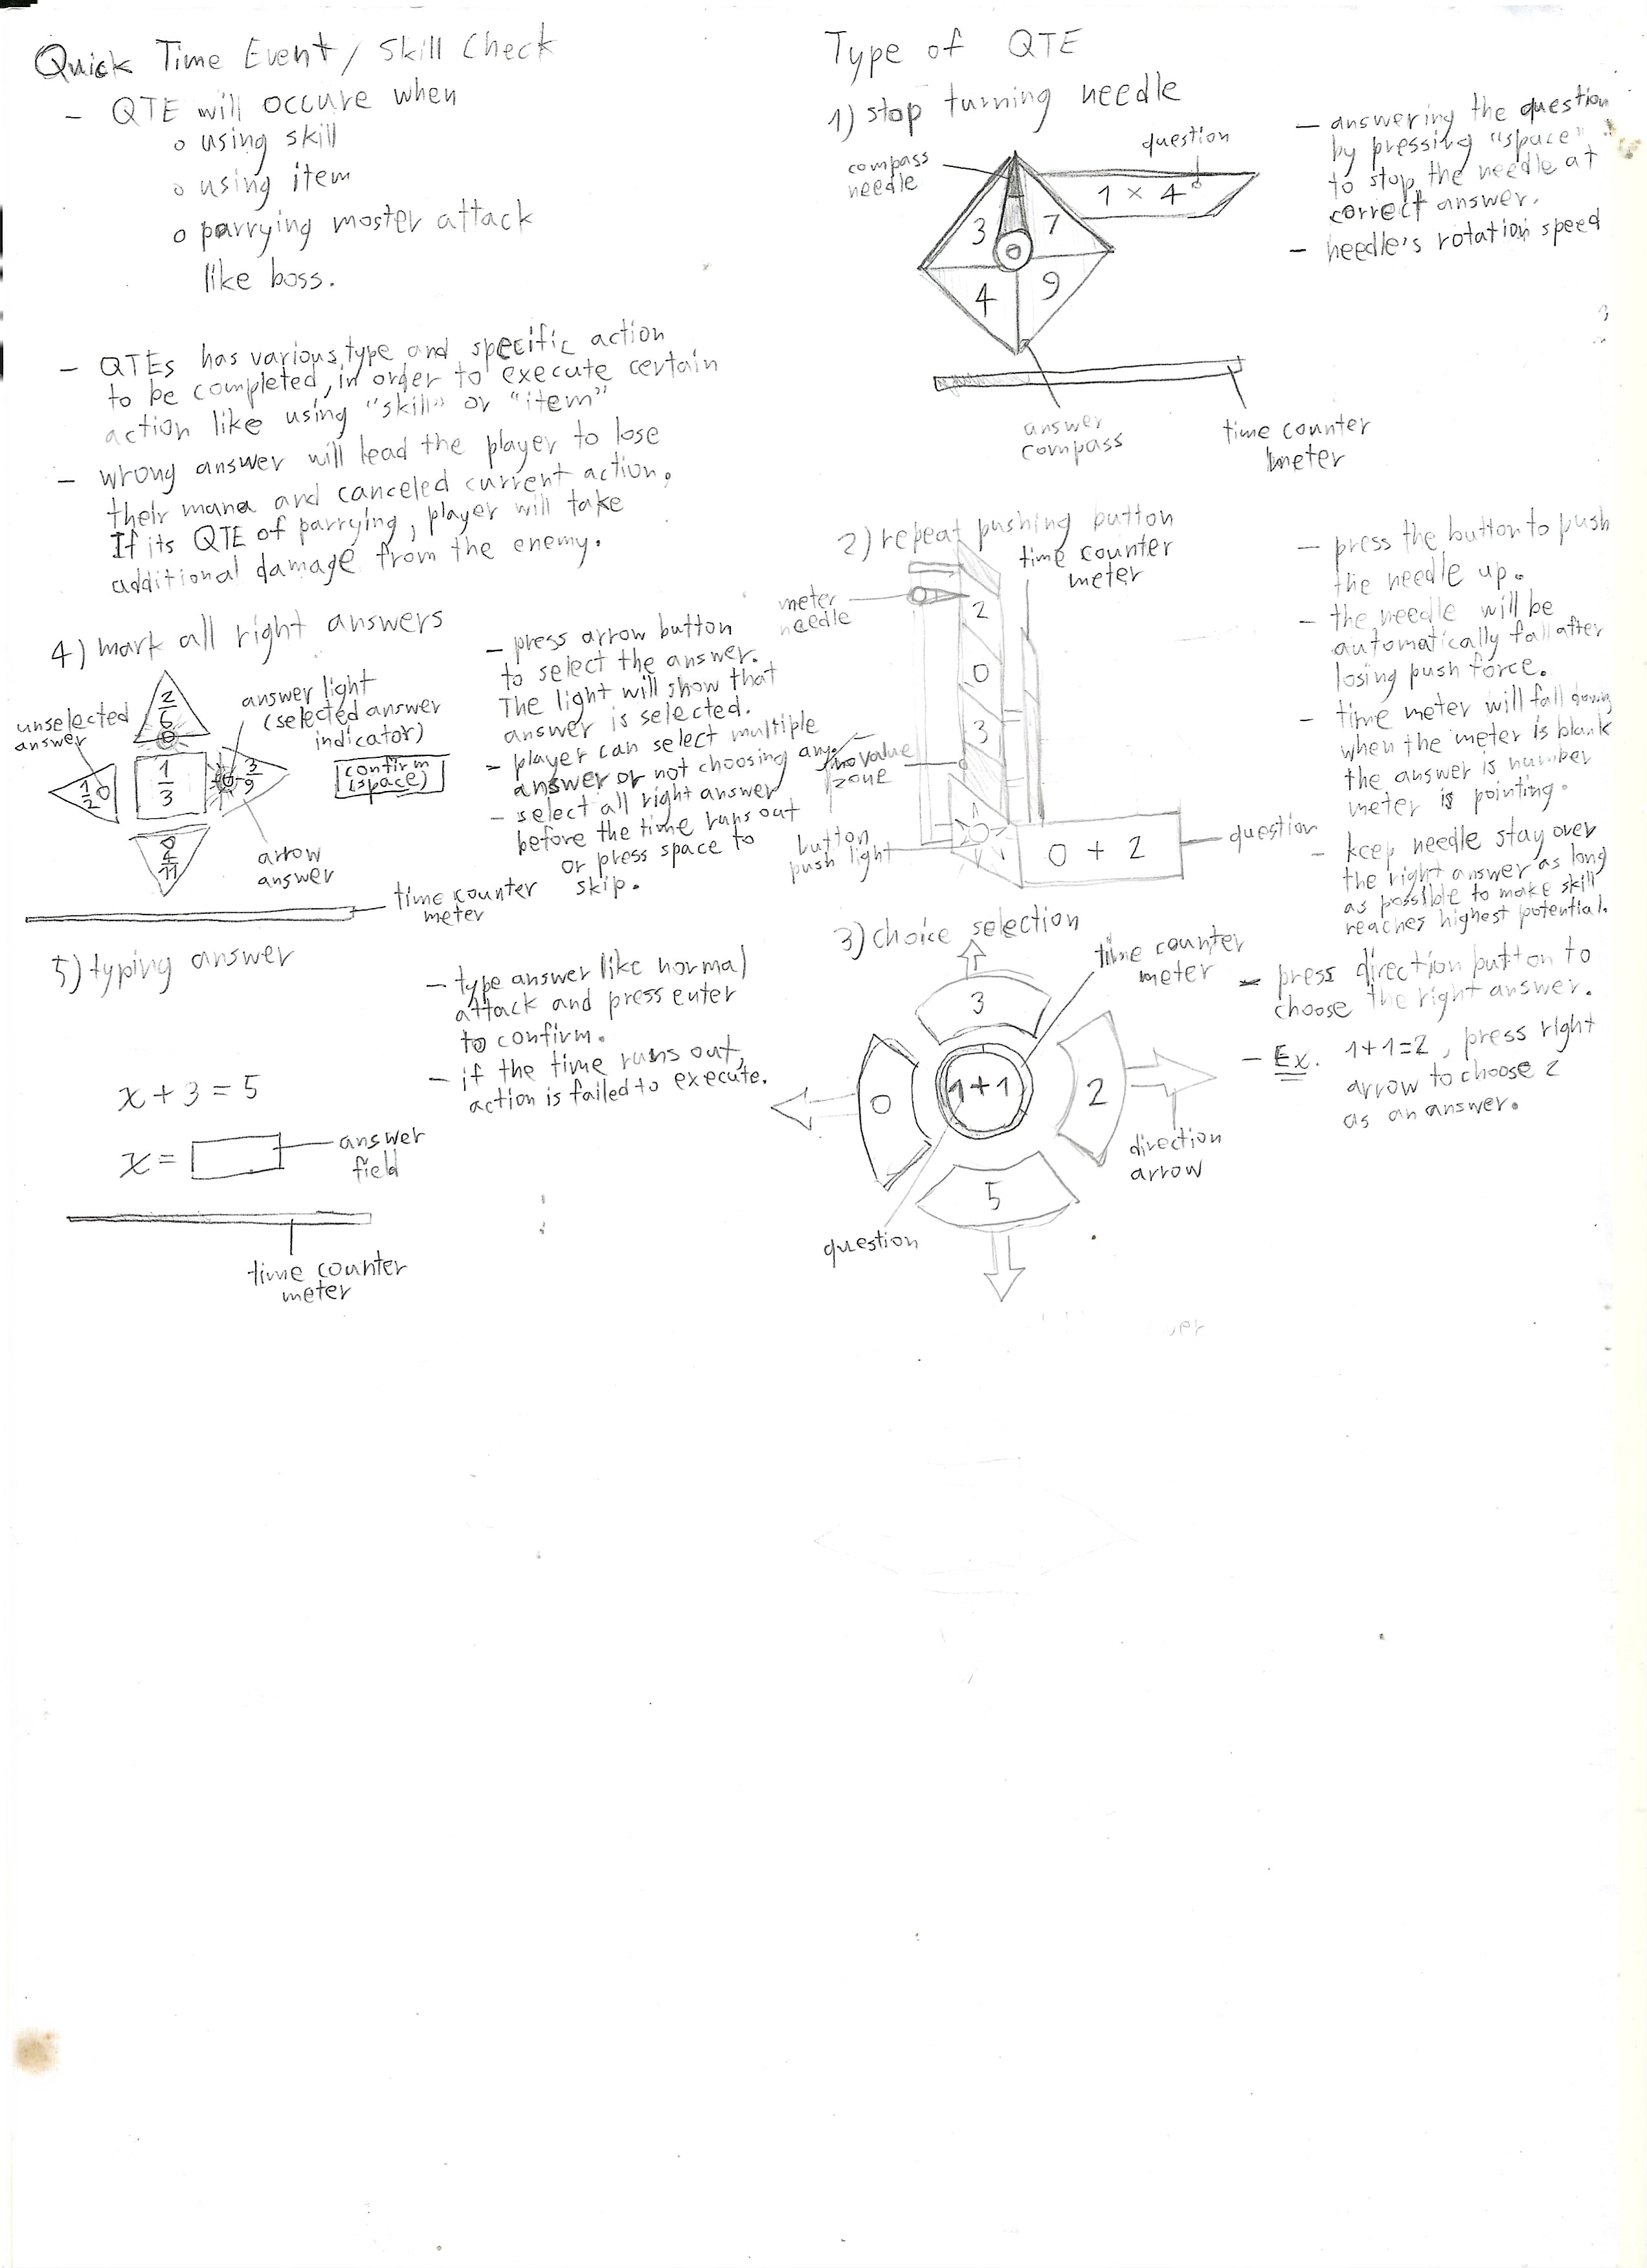 Quick Time Event / Skill Check
- QTE will occure when
o using skill
o using item
o parrying moster attack
like boss.
- QTEs has various type and specific action
to be completed, in order to execute certain
action like using "skill" or "item"
- wrong answer will lead the player to lose
their mana and canceled current action.
If its QTE of parrying, player will take
additional damage from the enemy.
Type of QTE
1) stop turning needle
compass
needle
question
1 × 4
3
7
4
9
answer
compass
time counter
meter
- answering the question
by pressing "space"
to stop the needle at
correct answer.
- needle's rotation speed
2) repeat pushing button
time counter
meter
meter
needle
2
0
3
no value
zone
1
button
push light
0 + 2
question
- press the button to push
the needle up.
- the needle will be
automatically fall after
losing push force.
- time meter will fall down
when the meter is blank
the answer is number
meter is pointing.
- keep needle stay over
the right answer as long
as possible to make skill
reaches highest potential.
3) choice selection
time counter
meter
3
0
1+1
2
5
direction
arrow
question
- press direction button to
choose the right answer.
- Ex. 1+1=2, press right
arrow to choose 2
as an answer.
4) mark all right answers
unselected
answer
answer light
(selected answer
indicator)
2
6
1
2
1
3
3
9
11
confirm
(space)
arrow
answer
time counter
meter
- press arrow button
to select the answer.
The light will show that
answer is selected.
- player can select multiple
answer or not choosing any.
- select all right answer
before the time runs out
or press space to
skip.
5) typing answer
x + 3 = 5
x =
answer
field
time counter
meter
- type answer like normal
attack and press enter
to confirm.
- if the time runs out,
action is failed to execute.